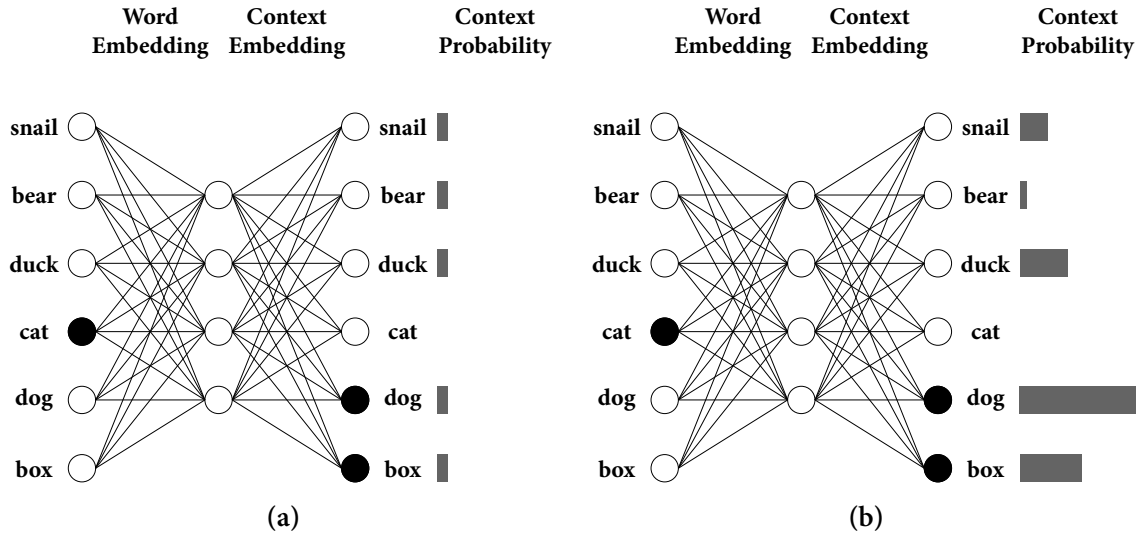 Word Embedding
Context Embedding
Context Probability
snail snail
bear bear
duck duck
cat cat
dog dog
box box
(a)
Word Embedding
Context Embedding
Context Probability
snail snail
bear bear
duck duck
cat cat
dog dog
box box
(b)